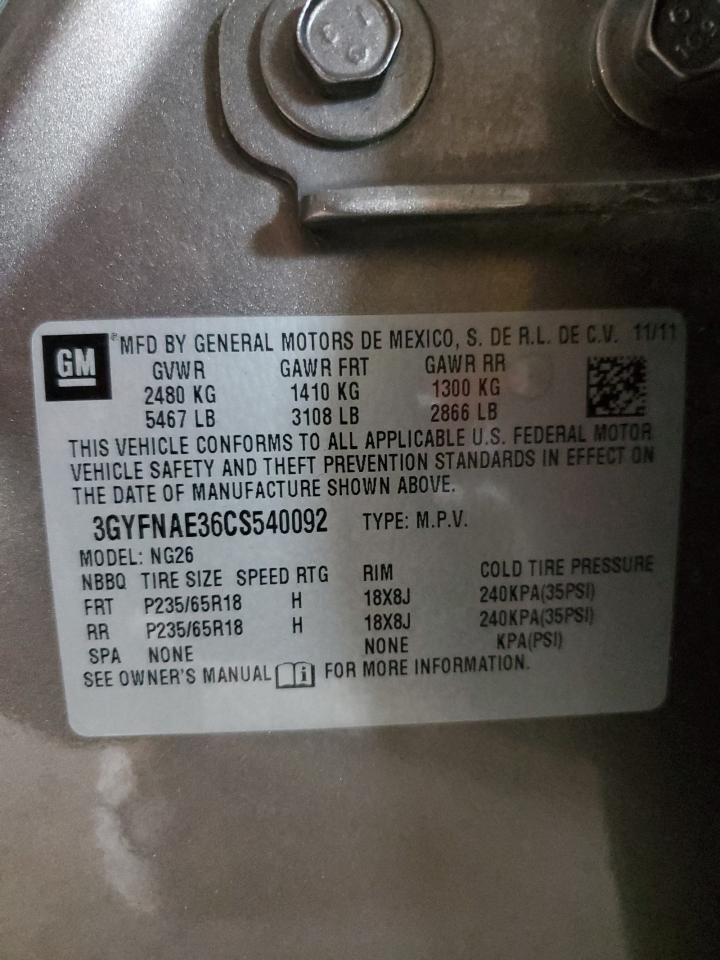 GM
® MFD BY GENERAL MOTORS DE MEXICO, S. DE R.L. DE C.V. 11/11
GVWR GAWR FRT GAWR RR
2480 KG 1410 KG 1300 KG
5467 LB 3108 LB 2866 LB
THIS VEHICLE CONFORMS TO ALL APPLICABLE U.S. FEDERAL MOTOR
VEHICLE SAFETY AND THEFT PREVENTION STANDARDS IN EFFECT ON
THE DATE OF MANUFACTURE SHOWN ABOVE.
3GYFNAE36CS540092 TYPE: M.P.V.
MODEL: NG26
NBBQ TIRE SIZE SPEED RTG RIM COLD TIRE PRESSURE
FRT P235/65R18 H 18X8J 240KPA(35PSI)
RR P235/65R18 H 18X8J 240KPA(35PSI)
SPA NONE NONE KPA(PSI)
SEE OWNER'S MANUAL i FOR MORE INFORMATION.